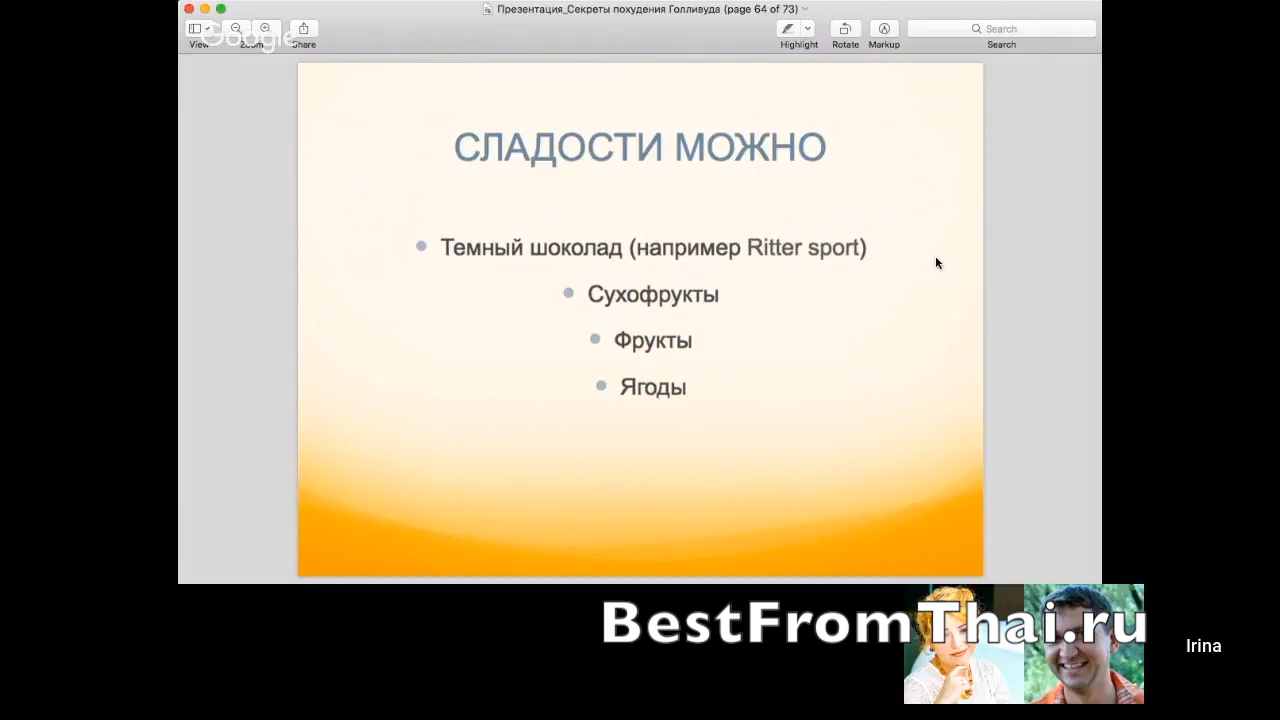 Презентация_Секреты похудения Голливуда (page 64 of 73)
View
Zoom
Share
Highlight
Rotate
Markup
Search
Search
Google
СЛАДОСТИ МОЖНО
Темный шоколад (например Ritter sport)
Сухофрукты
Фрукты
Ягоды
BestFromThai.ru
Irina